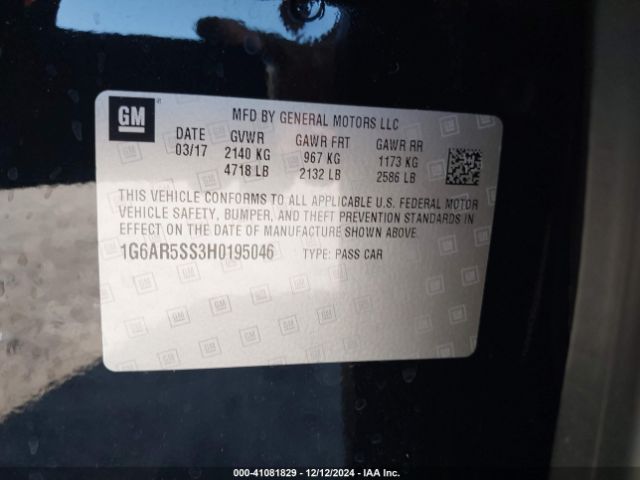 GM
MFD BY GENERAL MOTORS LLC
DATE GVWR GAWR FRT GAWR RR
03/17 2140 KG 967 KG 1173 KG
4718 LB 2132 LB 2586 LB
THIS VEHICLE CONFORMS TO ALL APPLICABLE U.S. FEDERAL MOTOR
VEHICLE SAFETY, BUMPER, AND THEFT PREVENTION STANDARDS IN
EFFECT ON THE DATE OF MANUFACTURE SHOWN ABOVE.
1G6AR5SS3H0195046 TYPE: PASS CAR
000-41081829 - 12/12/2024 - IAA Inc.